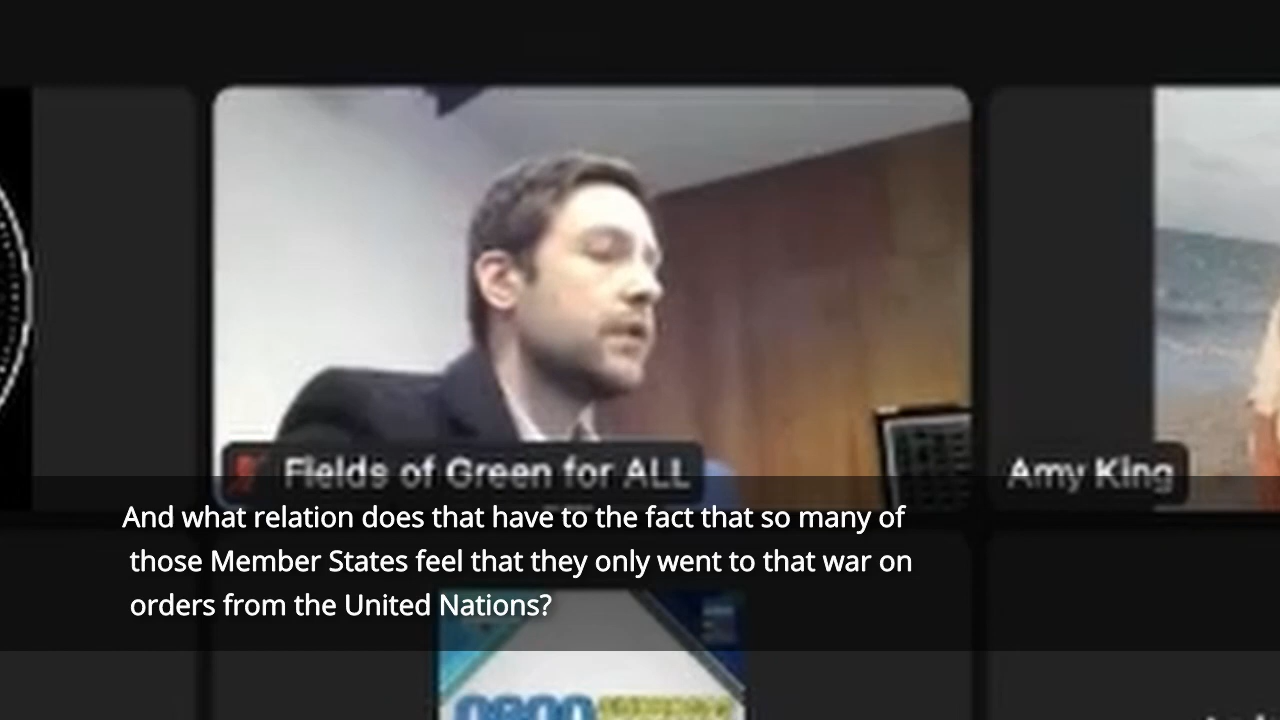 Fields of Green for ALL
Amy King
And what relation does that have to the fact that so many of
those Member States feel that they only went to that war on
orders from the United Nations?